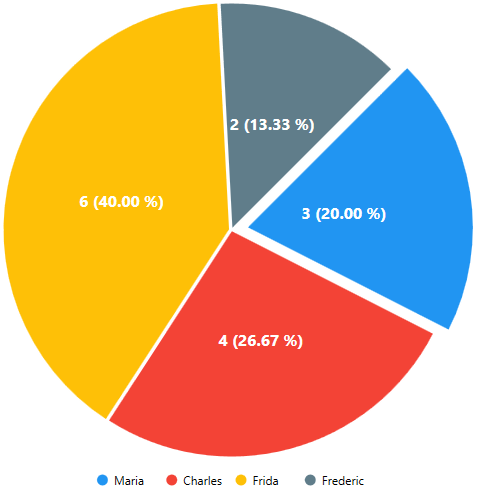 2 (13.33 %)
6 (40.00 %)
3 (20.00 %)
4 (26.67 %)
Maria Charles Frida Frederic